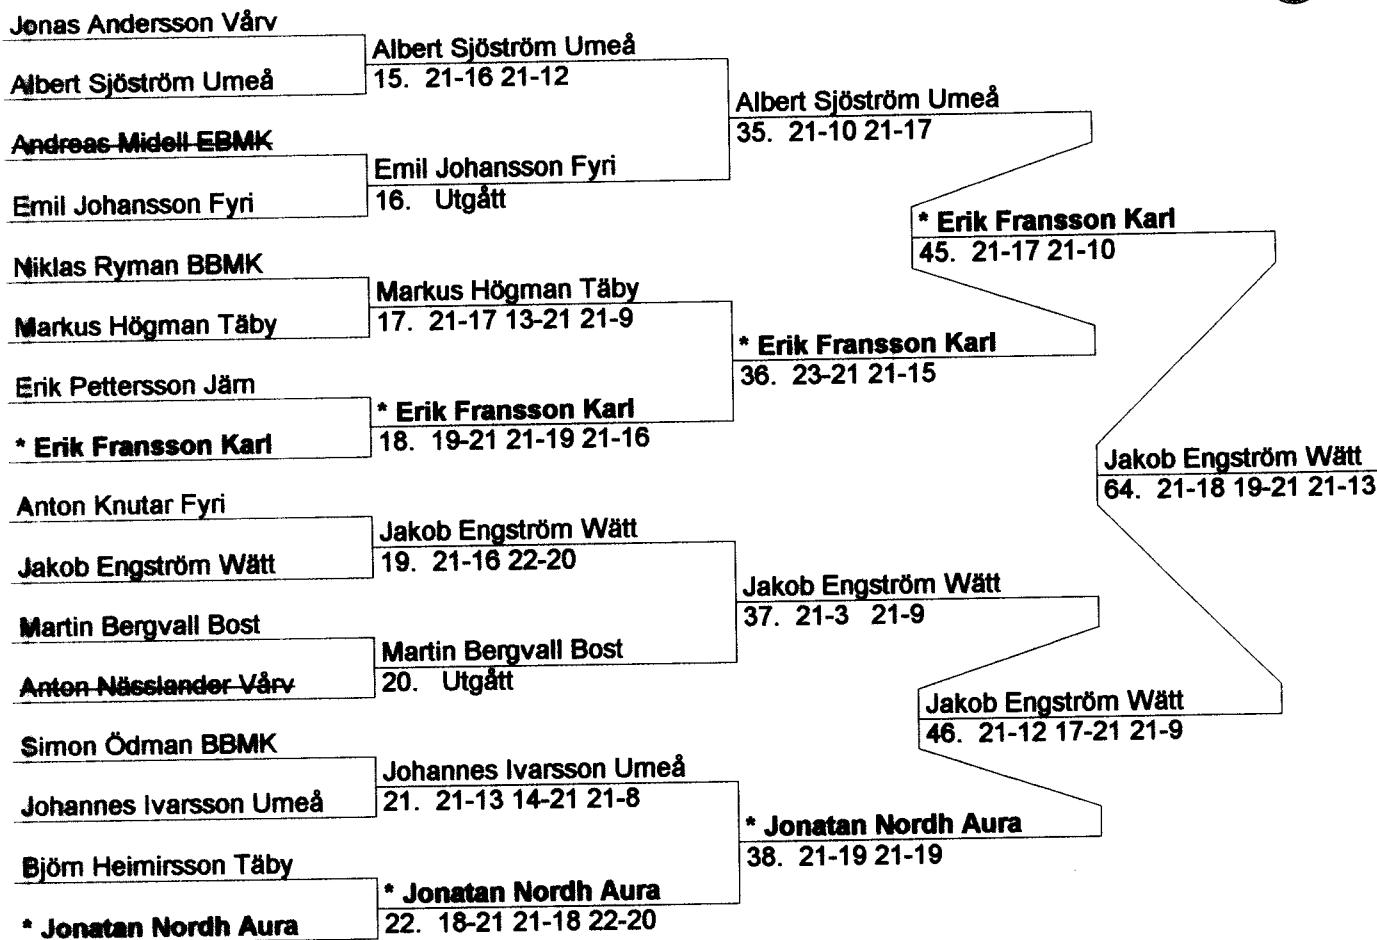 Jonas Andersson Vårv
Albert Sjöström Umeå
Andreas Midell EBMK
Emil Johansson Fyri
Niklas Ryman BBMK
Markus Högman Täby
Erik Pettersson Järn
* Erik Fransson Karl
Anton Knutar Fyri
Jakob Engström Wätt
Martin Bergvall Bost
Anton Nässlander Vårv
Simon Ödman BBMK
Johannes Ivarsson Umeå
Björn Heimirsson Täby
* Jonatan Nordh Aura
Albert Sjöström Umeå
15. 21-16 21-12
Emil Johansson Fyri
16. Utgått
Markus Högman Täby
17. 21-17 13-21 21-9
* Erik Fransson Karl
18. 19-21 21-19 21-16
Jakob Engström Wätt
19. 21-16 22-20
Martin Bergvall Bost
20. Utgått
Johannes Ivarsson Umeå
21. 21-13 14-21 21-8
* Jonatan Nordh Aura
22. 18-21 21-18 22-20
Albert Sjöström Umeå
35. 21-10 21-17
* Erik Fransson Karl
36. 23-21 21-15
Jakob Engström Wätt
37. 21-3 21-9
* Jonatan Nordh Aura
38. 21-19 21-19
* Erik Fransson Karl
45. 21-17 21-10
Jakob Engström Wätt
46. 21-12 17-21 21-9
Jakob Engström Wätt
64. 21-18 19-21 21-13